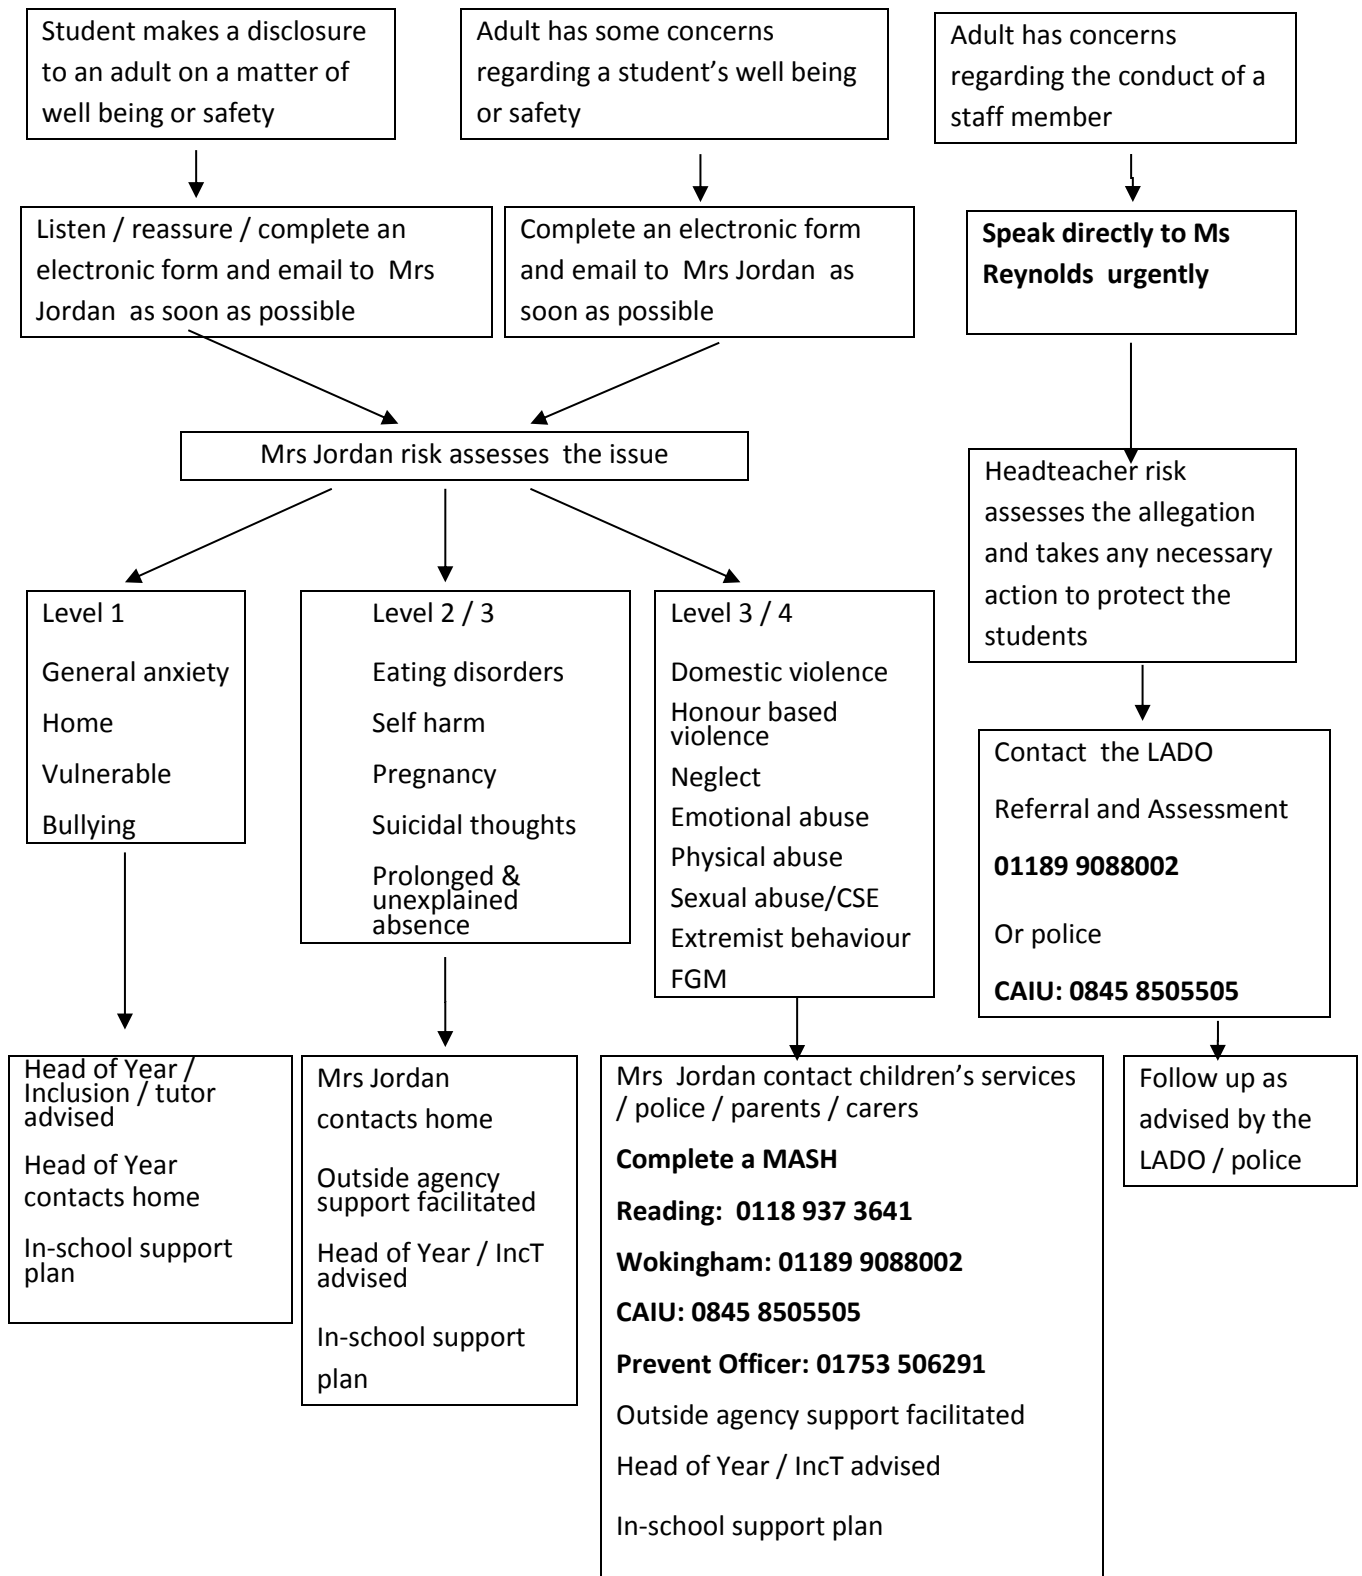 Student makes a disclosure
to an adult on a matter of
well being or safety
Adult has some concerns
regarding a student's well being
or safety
Adult has concerns
regarding the conduct of a
staff member
Listen / reassure / complete an
electronic form and email to Mrs
Jordan as soon as possible
Complete an electronic form
and email to Mrs Jordan as
soon as possible
Speak directly to Ms
Reynolds urgently
Mrs Jordan risk assesses the issue
Headteacher risk
assesses the allegation
and takes any necessary
action to protect the
students
Level 1
General anxiety
Home
Vulnerable
Bullying
Level 2 / 3
Eating disorders
Self harm
Pregnancy
Suicidal thoughts
Prolonged &
unexplained
absence
Level 3 / 4
Domestic violence
Honour based
violence
Neglect
Emotional abuse
Physical abuse
Sexual abuse/CSE
Extremist behaviour
FGM
Contact the LADO
Referral and Assessment
01189 9088002
Or police
CAIU: 0845 8505505
Head of Year /
Inclusion / tutor
advised
Head of Year
contacts home
In-school support
plan
Mrs Jordan
contacts home
Outside agency
support facilitated
Head of Year / IncT
advised
In-school support
plan
Mrs Jordan contact children's services
/ police / parents / carers
Complete a MASH
Reading: 0118 937 3641
Wokingham: 01189 9088002
CAIU: 0845 8505505
Prevent Officer: 01753 506291
Outside agency support facilitated
Head of Year / IncT advised
In-school support plan
Follow up as
advised by the
LADO / police